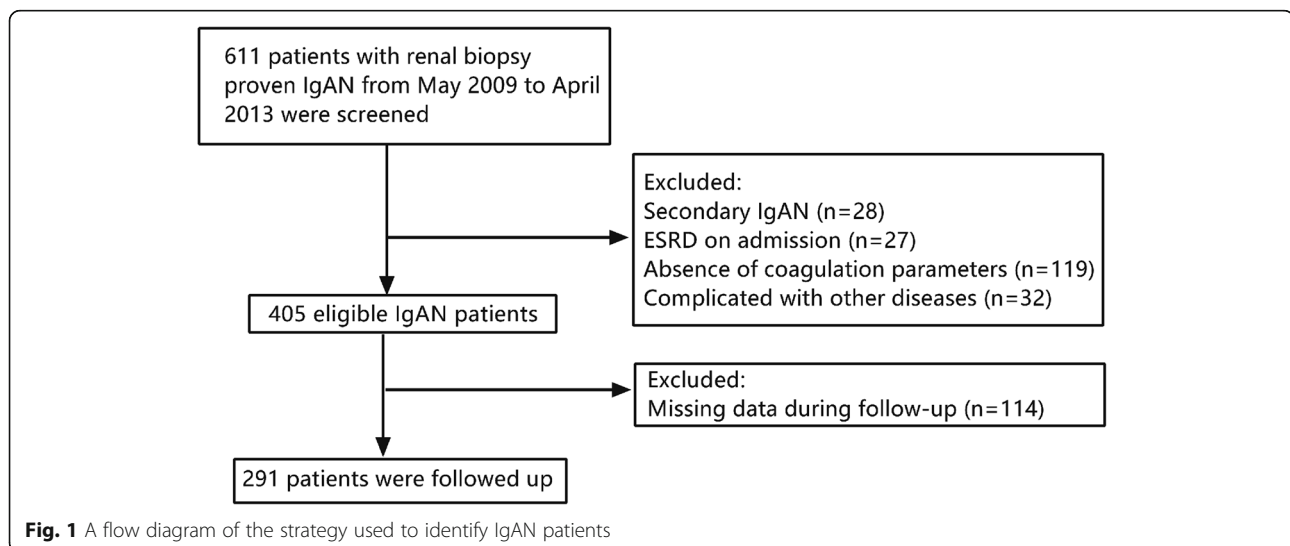 611 patients with renal biopsy
proven IgAN from May 2009 to April
2013 were screened
Excluded:
Secondary IgAN (n=28)
ESRD on admission (n=27)
Absence of coagulation parameters (n=119)
Complicated with other diseases (n=32)
405 eligible IgAN patients
Excluded:
Missing data during follow-up (n=114)
291 patients were followed up
Fig. 1 A flow diagram of the strategy used to identify IgAN patients